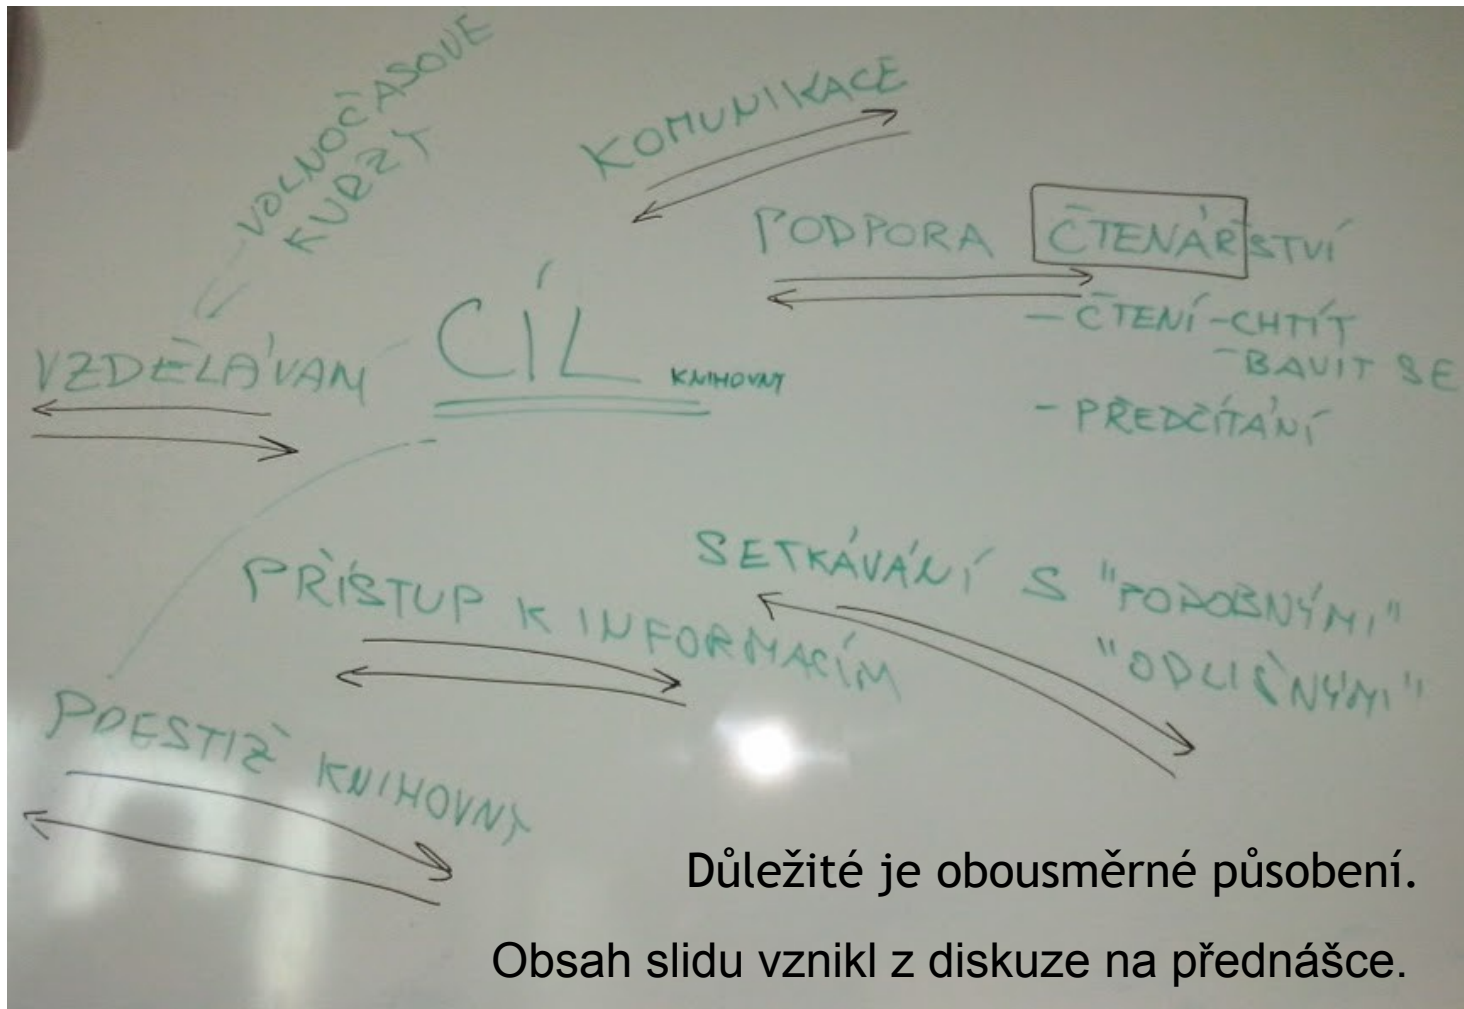 VOLNOČASOVÉ
KURZY
KOMUNIKACE
PODPORA ČTENÁŘSTVÍ
- ČTENÍ - CHTÍT
- BAVIT SE
- PŘEDČÍTÁNÍ
VZDĚLÁVÁNÍ
CÍL KNIHOVNY
PŘÍSTUP K INFORMACÍM
SETKÁVÁNÍ S "PODOBNÝMI"
"ODLIŠNÝMI"
PRESTIŽ KNIHOVNY
Důležité je obousměrné působení.
Obsah slidu vznikl z diskuze na přednášce.